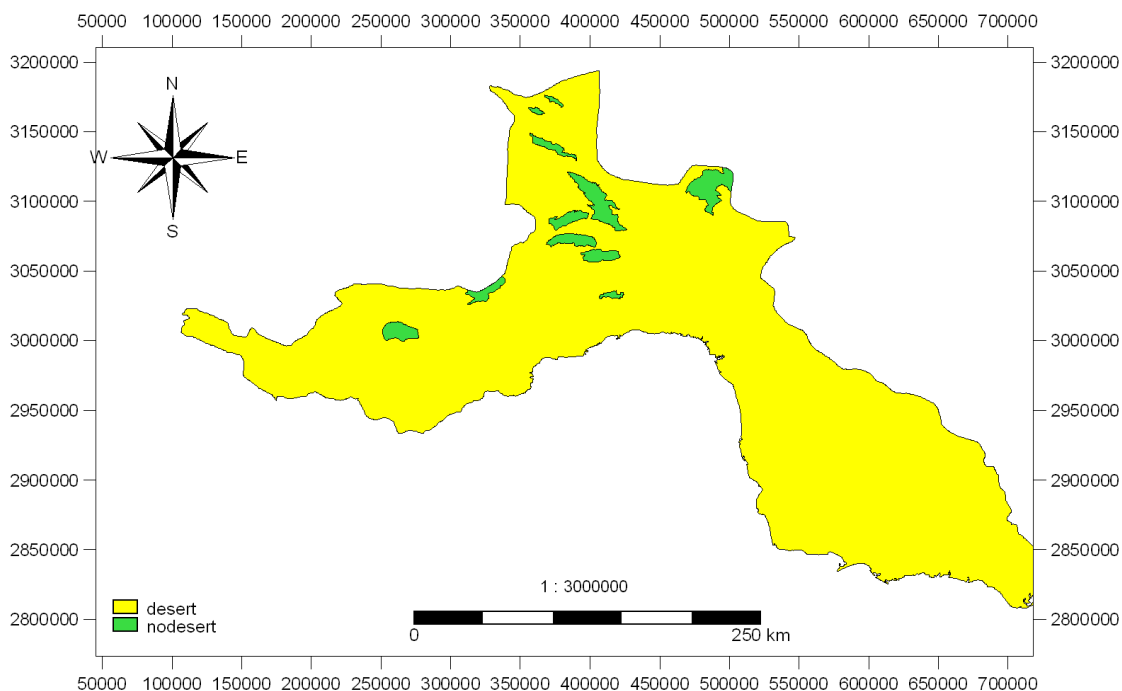 50000 100000 150000 200000 250000 300000 350000 400000 450000 500000 550000 600000 650000 700000
3200000 3200000
N
3150000 3150000
W E
3100000 3100000
S
3050000 3050000
3000000 3000000
2950000 2950000
2900000 2900000
2850000 2850000
1 : 3000000
desert
2800000 2800000
nodesert
0 250 km
50000 100000 150000 200000 250000 300000 350000 400000 450000 500000 550000 600000 650000 700000